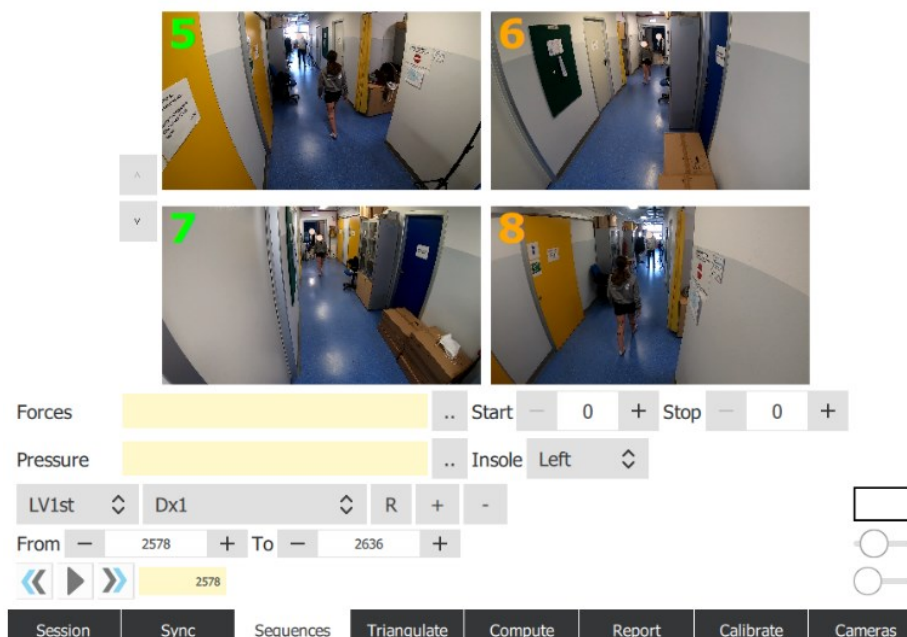 5
6
7
8
Forces
.. Start − 0 + Stop − 0 +
Pressure
.. Insole Left
LV1st Dx1 R + -
From − 2578 + To − 2636 +
2578
Session Sync Sequences Triangulate Compute Report Calibrate Cameras